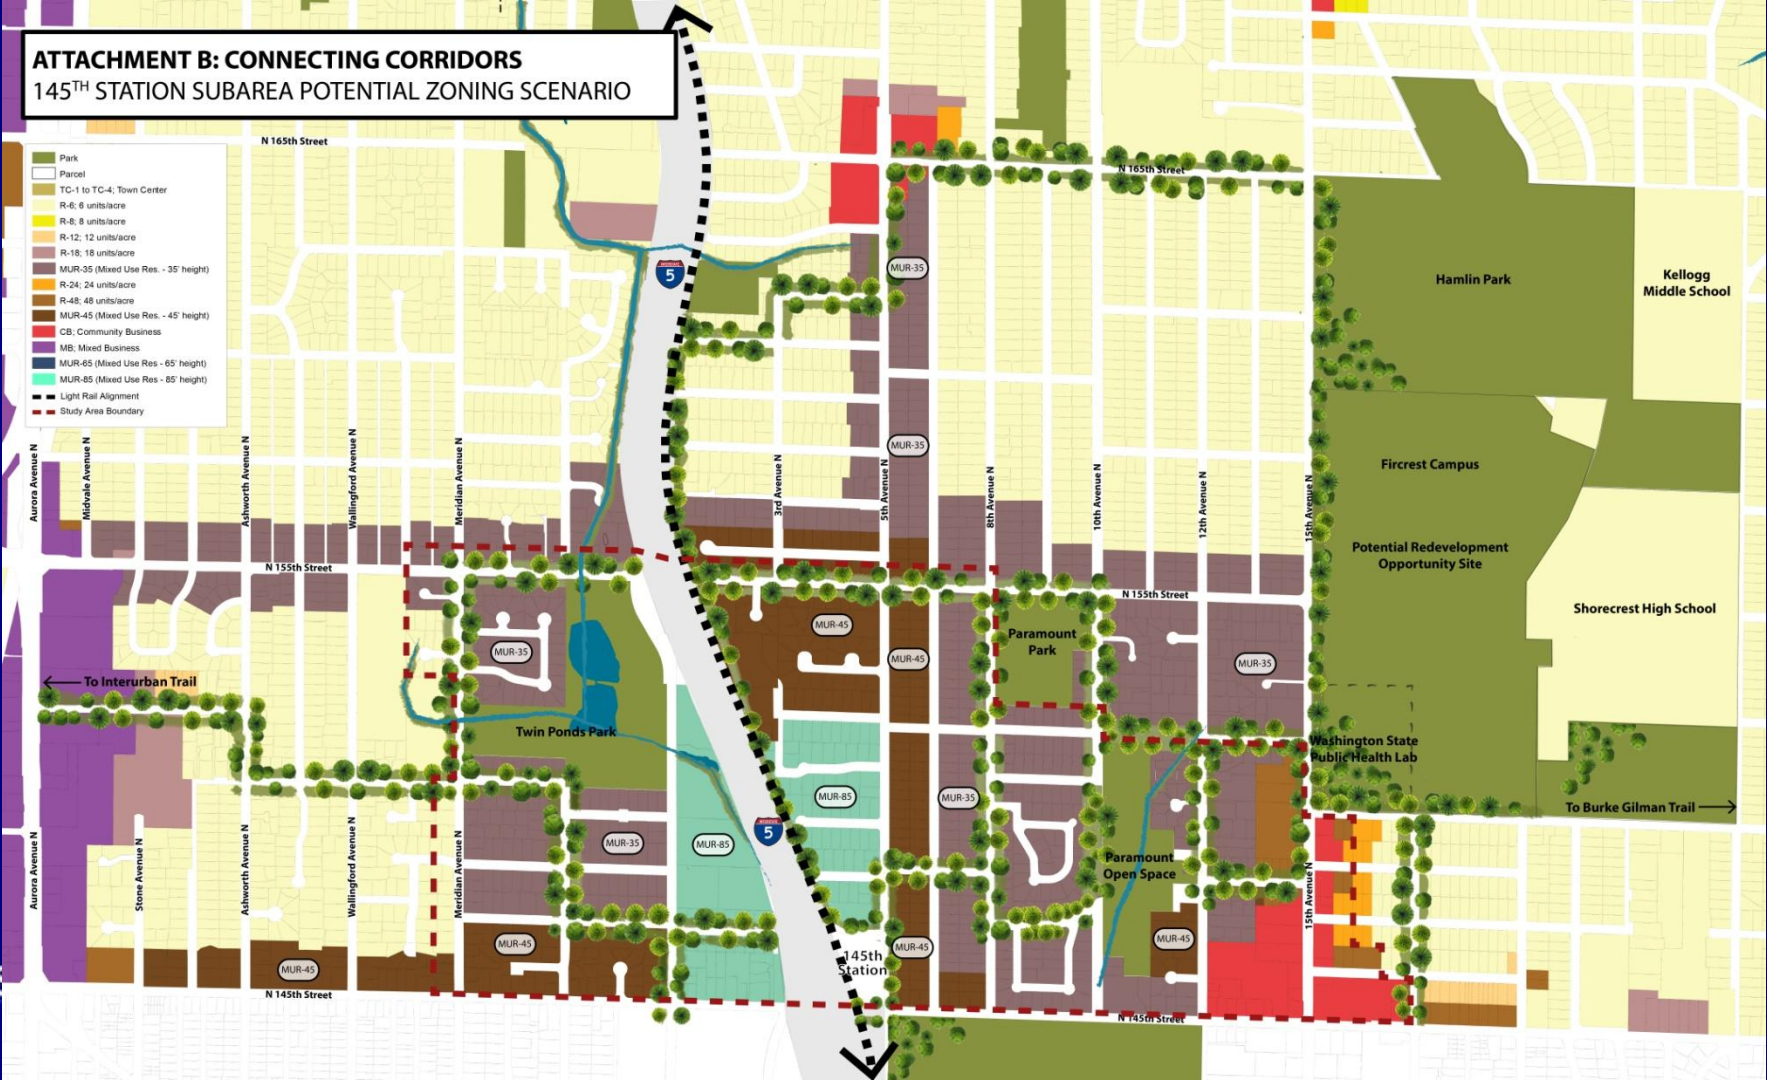 ATTACHMENT B: CONNECTING CORRIDORS
145TH STATION SUBAREA POTENTIAL ZONING SCENARIO
N 165th Street
Park
Parcel
TC-1 to TC-4; Town Center
R-6; 6 units/acre
R-8; 8 units/acre
R-12; 12 units/acre
R-18; 18 units/acre
MUR-35 (Mixed Use Res. - 35' height)
R-24; 24 units/acre
R-48; 48 units/acre
MUR-45 (Mixed Use Res. - 45' height)
CB; Community Business
MB; Mixed Business
MUR-65 (Mixed Use Res - 65' height)
MUR-85 (Mixed Use Res - 85' height)
Light Rail Alignment
Study Area Boundary
N 165th Street
5
MUR-35
Hamlin Park
Kellogg
Middle School
MUR-35
Fircrest Campus
Aurora Avenue N
Midvale Avenue N
Ashworth Avenue N
Wallingford Avenue N
Meridian Avenue N
3rd Avenue N
5th Avenue N
8th Avenue N
10th Avenue N
12th Avenue N
15th Avenue N
Potential Redevelopment
Opportunity Site
N 155th Street
N 155th Street
Shorecrest High School
MUR-45
Paramount
Park
MUR-35
MUR-45
MUR-35
To Interurban Trail
Twin Ponds Park
Washington State
Public Health Lab
MUR-85
MUR-35
To Burke Gilman Trail
5
MUR-35
MUR-85
Paramount
Open Space
Aurora Avenue N
Stone Avenue N
Ashworth Avenue N
Wallingford Avenue N
Meridian Avenue N
15th Avenue N
MUR-45
MUR-45
MUR-45
145th
Station
MUR-45
N 145th Street
N 145th Street